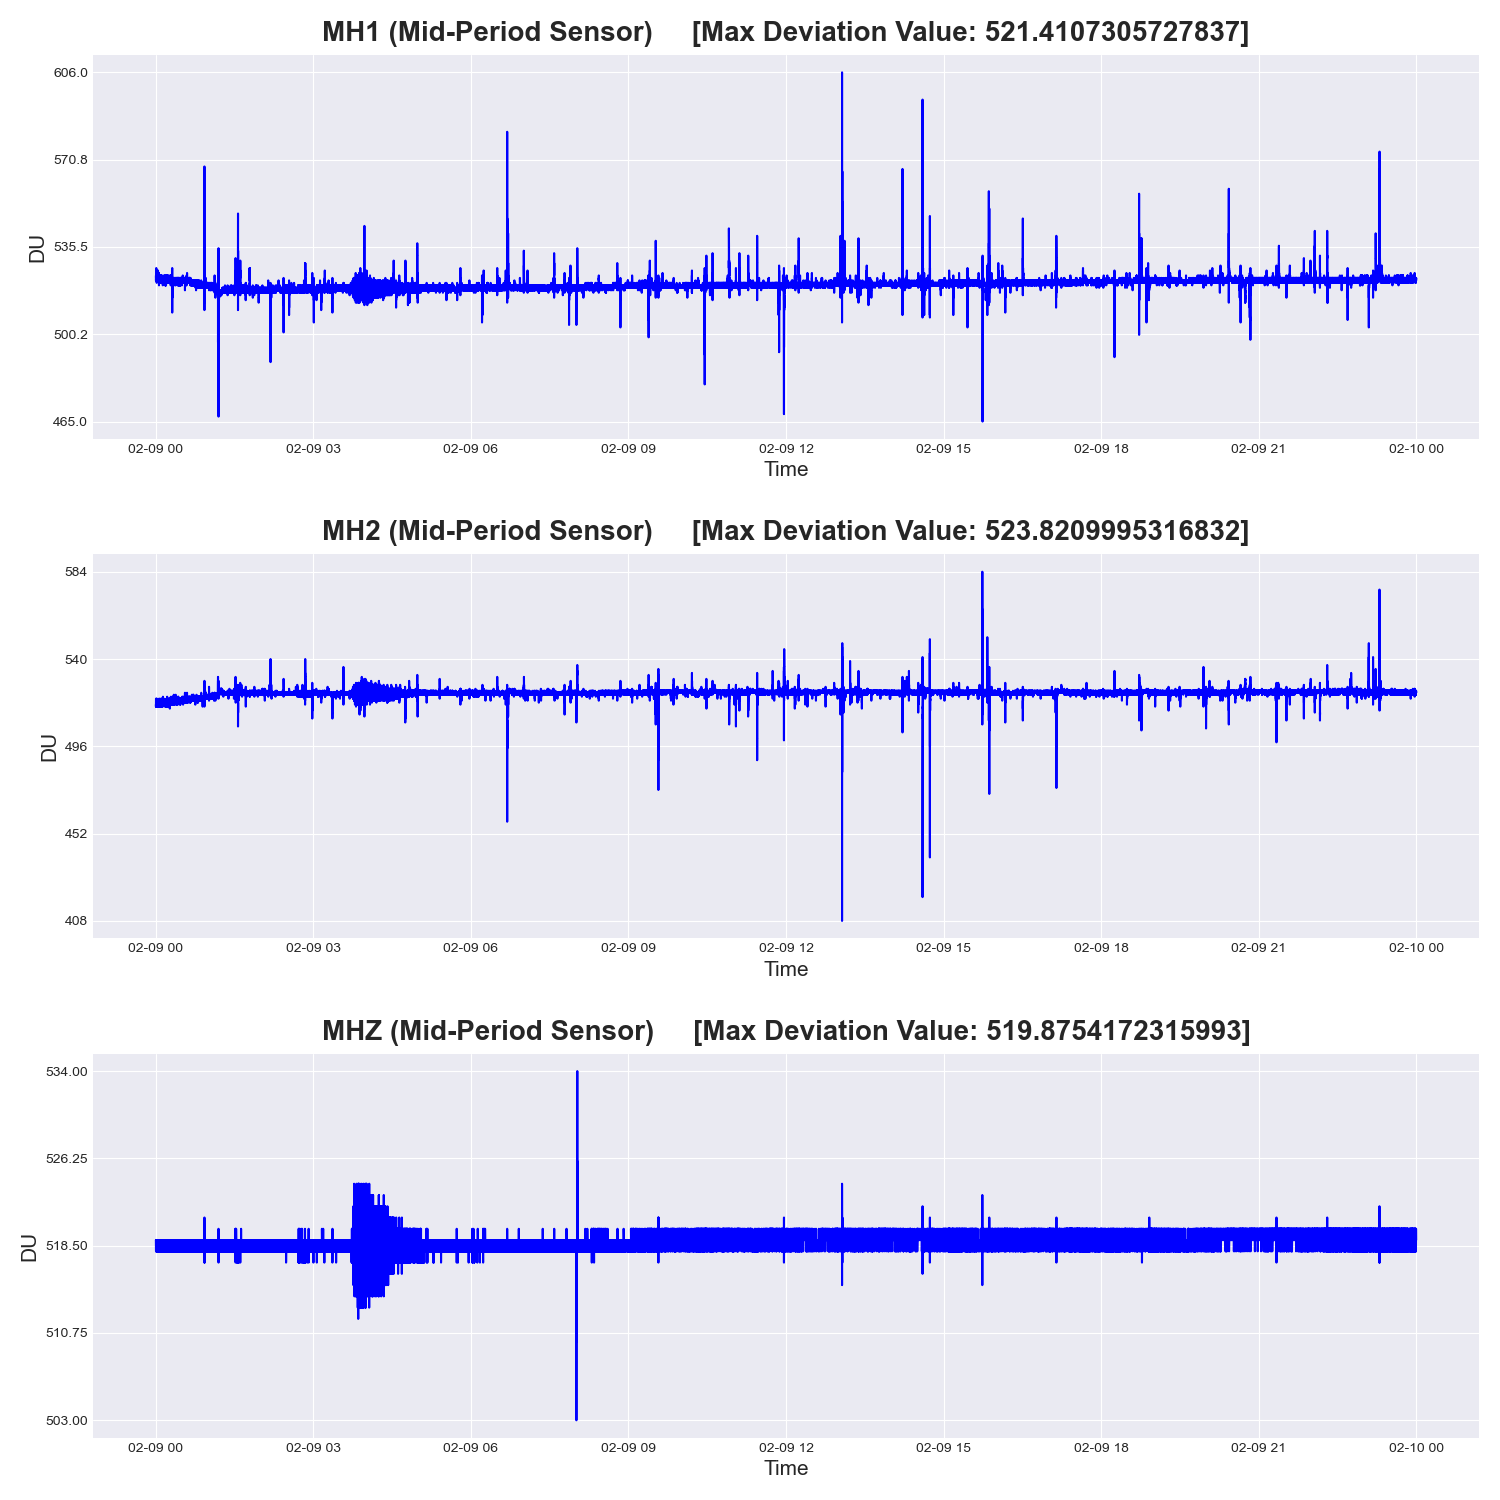 MH1 (Mid-Period Sensor) [Max Deviation Value: 521.4107305727837]
606.0
570.8
535.5
500.2
465.0
DU
02-09 00 02-09 03 02-09 06 02-09 09 02-09 12 02-09 15 02-09 18 02-09 21 02-10 00
Time
MH2 (Mid-Period Sensor) [Max Deviation Value: 523.8209995316832]
584
540
496
452
408
DU
02-09 00 02-09 03 02-09 06 02-09 09 02-09 12 02-09 15 02-09 18 02-09 21 02-10 00
Time
MHZ (Mid-Period Sensor) [Max Deviation Value: 519.8754172315993]
534.00
526.25
518.50
510.75
503.00
DU
02-09 00 02-09 03 02-09 06 02-09 09 02-09 12 02-09 15 02-09 18 02-09 21 02-10 00
Time